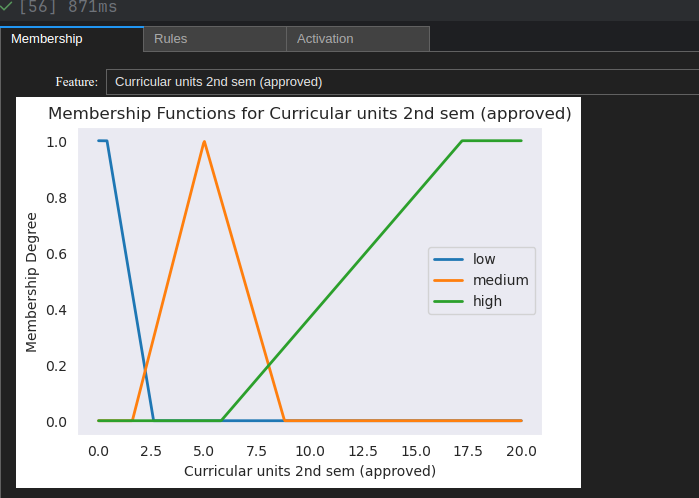 [56] 871ms
Membership Rules Activation
Feature: Curricular units 2nd sem (approved)
Membership Functions for Curricular units 2nd sem (approved)
Membership Degree
1.0
0.8
0.6
0.4
0.2
0.0
low
medium
high
0.0 2.5 5.0 7.5 10.0 12.5 15.0 17.5 20.0
Curricular units 2nd sem (approved)